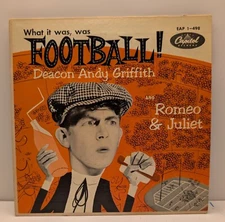 What it was, was
EAP 1-498
Capitol
FOOTBALL!
Deacon Andy Griffith
AND
Romeo
& Juliet